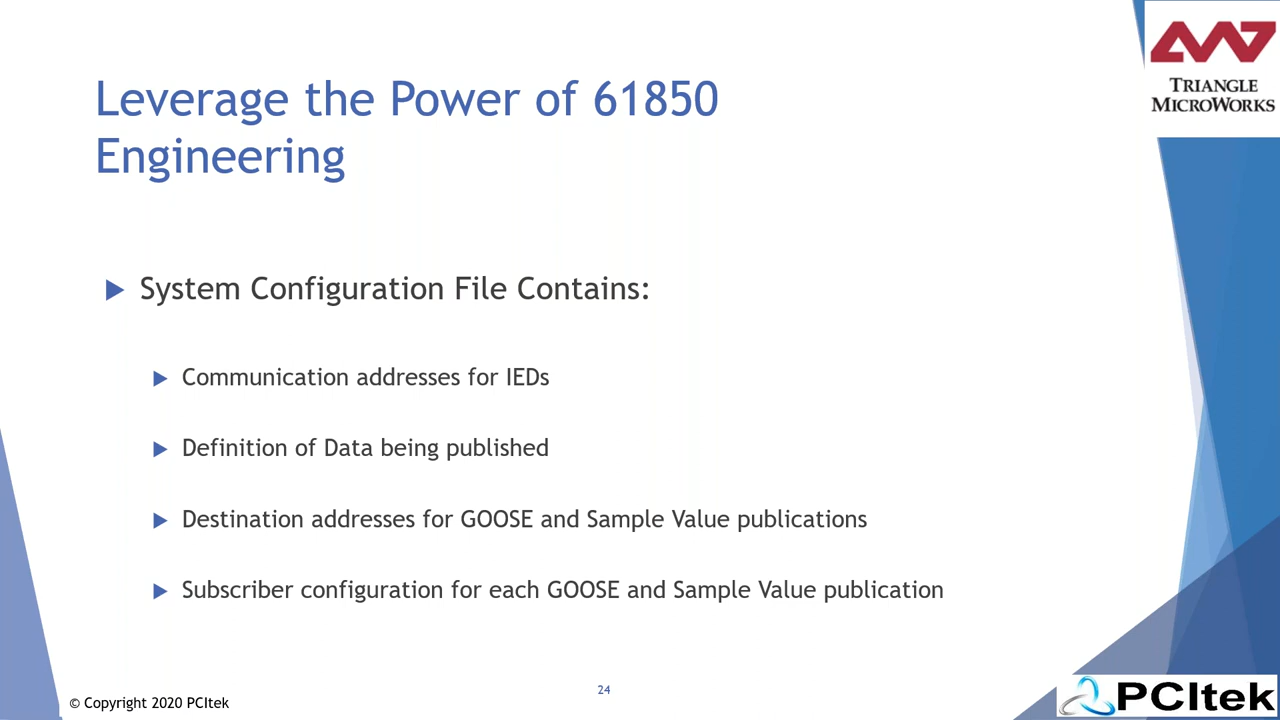 TRIANGLE
MICROWORKS
Leverage the Power of 61850
Engineering
System Configuration File Contains:
Communication addresses for IEDs
Definition of Data being published
Destination addresses for GOOSE and Sample Value publications
Subscriber configuration for each GOOSE and Sample Value publication
24
© Copyright 2020 PCItek
PCItek